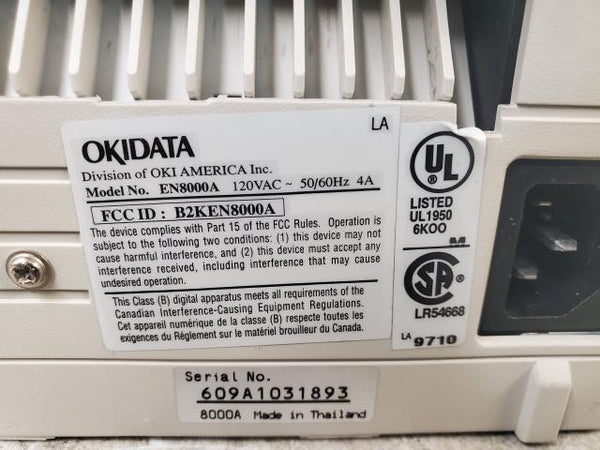 LA
OKIDATA
Division of OKI AMERICA Inc.
Model No. EN8000A 120VAC ~ 50/60Hz 4A
FCC ID : B2KEN8000A
The device complies with Part 15 of the FCC Rules. Operation is
subject to the following two conditions: (1) this device may not
cause harmful interference, and (2) this device must accept any
interference received, including interference that may cause
undesired operation.
This Class (B) digital apparatus meets all requirements of the
Canadian Interference-Causing Equipment Regulations.
Cet appareil numérique de la classe (B) respecte toutes les
exigences du Réglement sur le matériel brouilleur du Canada.
UL
®
LISTED
UL1950
6KOO
M
SA
®
LR54668
LA 9710
Serial No.
609A1031893
8000A Made in Thailand